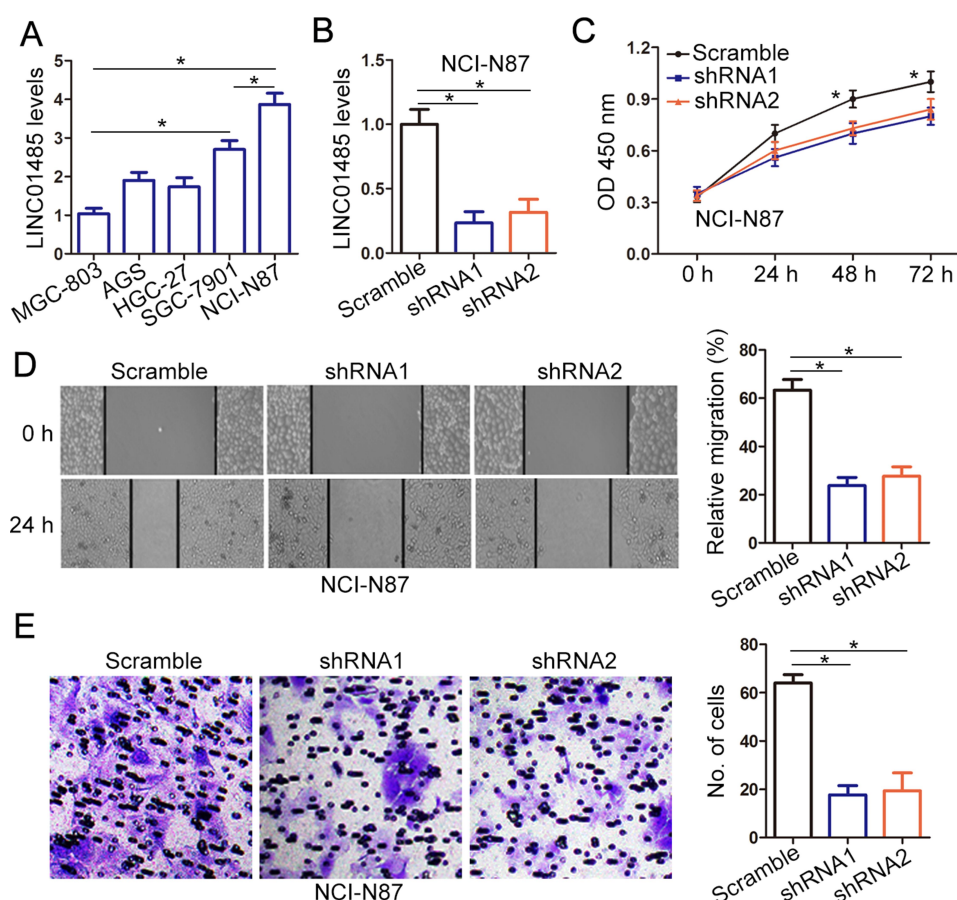 A
LINC01485 levels
5
4
3
2
1
0
*
*
*
MGC-803
AGS
HGC-27
SGC-7901
NCI-N87
B
LINC01485 levels
NCI-N87
1.5
1.0
0.5
0.0
*
*
Scramble
shRNA1
shRNA2
C
OD 450 nm
1.2
0.9
0.6
0.3
0
Scramble
shRNA1
shRNA2
*
*
NCI-N87
0 h
24 h
48 h
72 h
D
Scramble
shRNA1
shRNA2
0 h
24 h
NCI-N87
Relative migration (%)
80
60
40
20
0
*
*
Scramble
shRNA1
shRNA2
E
Scramble
shRNA1
shRNA2
NCI-N87
No. of cells
80
60
40
20
0
*
*
Scramble
shRNA1
shRNA2